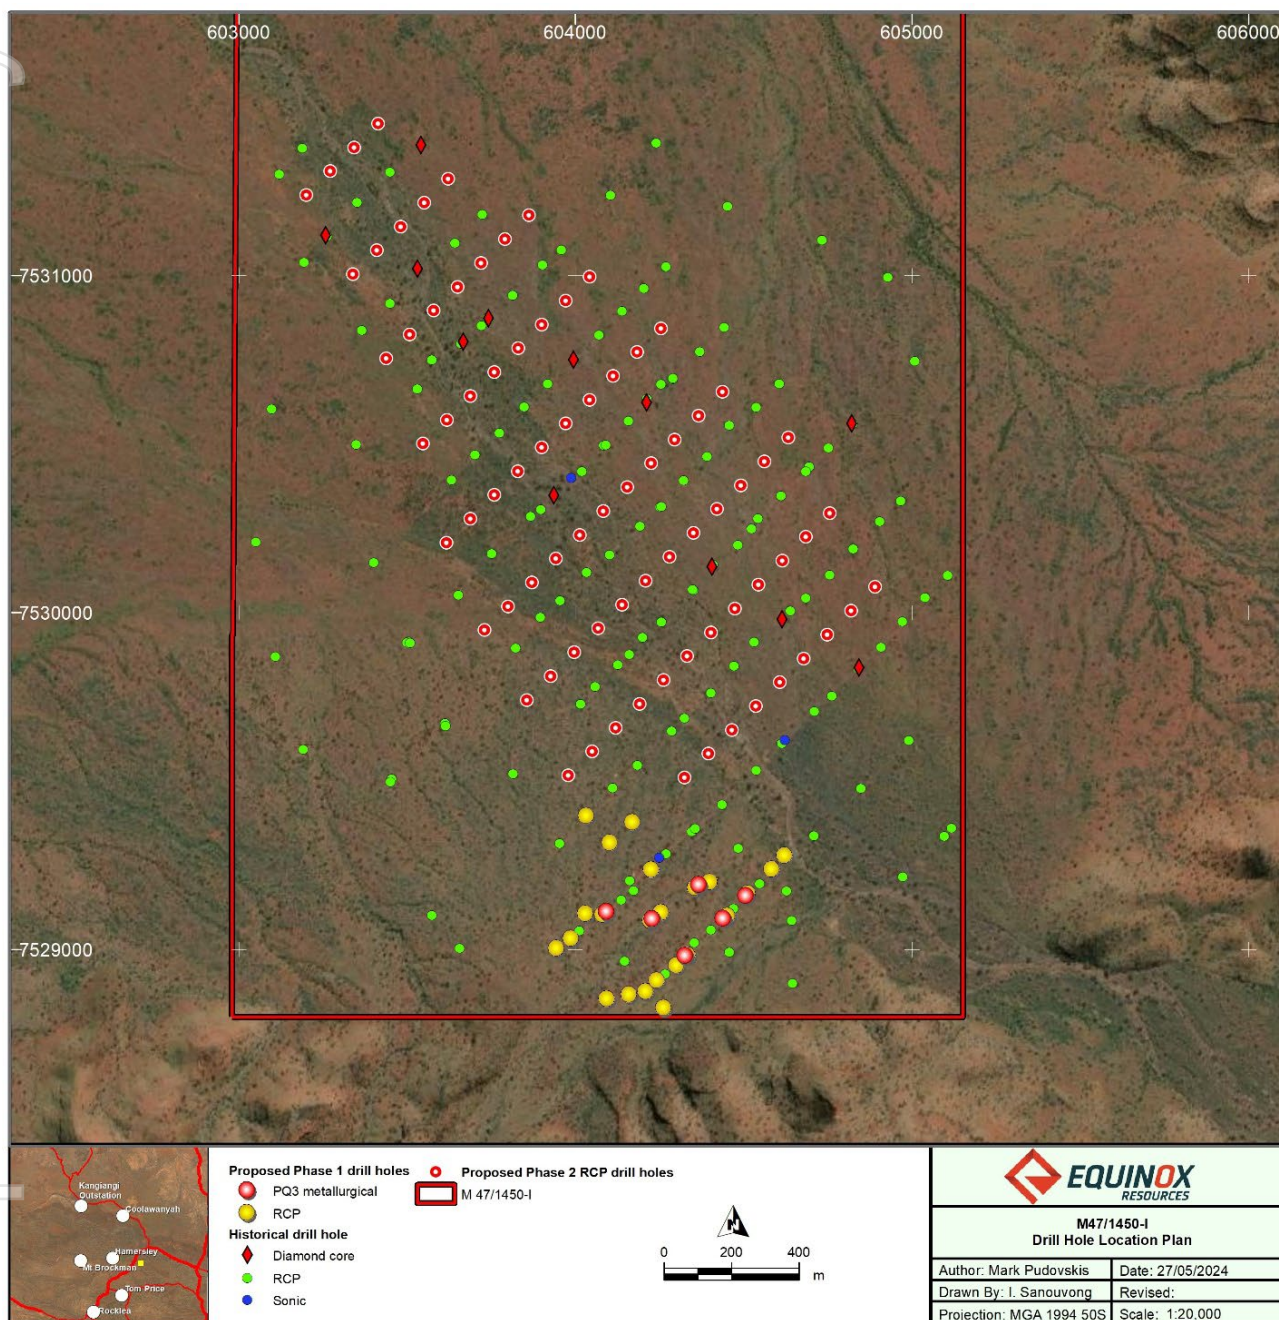 603000 604000 605000 606000
7531000
7530000
7529000
Kangiangi
Outstation
Coolawanyah
Hamersley
Mt Brockman
Tom Price
Rocklea
Proposed Phase 1 drill holes
PQ3 metallurgical
RCP
Historical drill hole
Diamond core
RCP
Sonic
Proposed Phase 2 RCP drill holes
M 47/1450-I
N
0 200 400
m
EQUINOX
RESOURCES
M47/1450-I
Drill Hole Location Plan
Author: Mark Pudovskis Date: 27/05/2024
Drawn By: I. Sanouvong Revised:
Projection: MGA 1994 50S Scale: 1:20,000